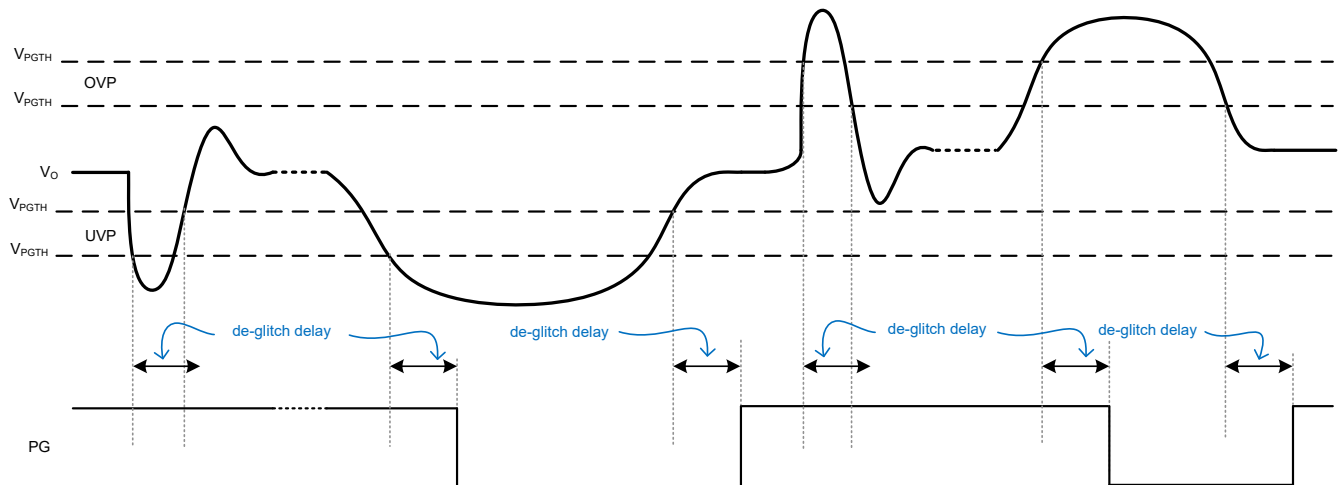 VPGTH
OVP
VPGTH
VO
VPGTH
UVP
VPGTH
de-glitch delay
de-glitch delay
de-glitch delay
de-glitch delay
PG